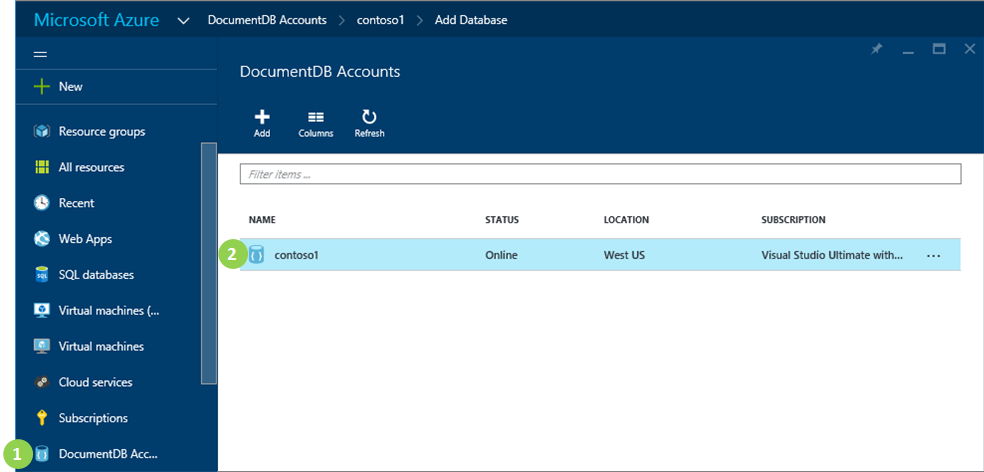 Microsoft Azure DocumentDB Accounts contoso1 Add Database
New
Resource groups
All resources
Recent
Web Apps
SQL databases
Virtual machines (...
Virtual machines
Cloud services
Subscriptions
1 DocumentDB Acc...
DocumentDB Accounts
Add Columns Refresh
Filter items ...
NAME STATUS LOCATION SUBSCRIPTION
2 contoso1 Online West US Visual Studio Ultimate with... ...